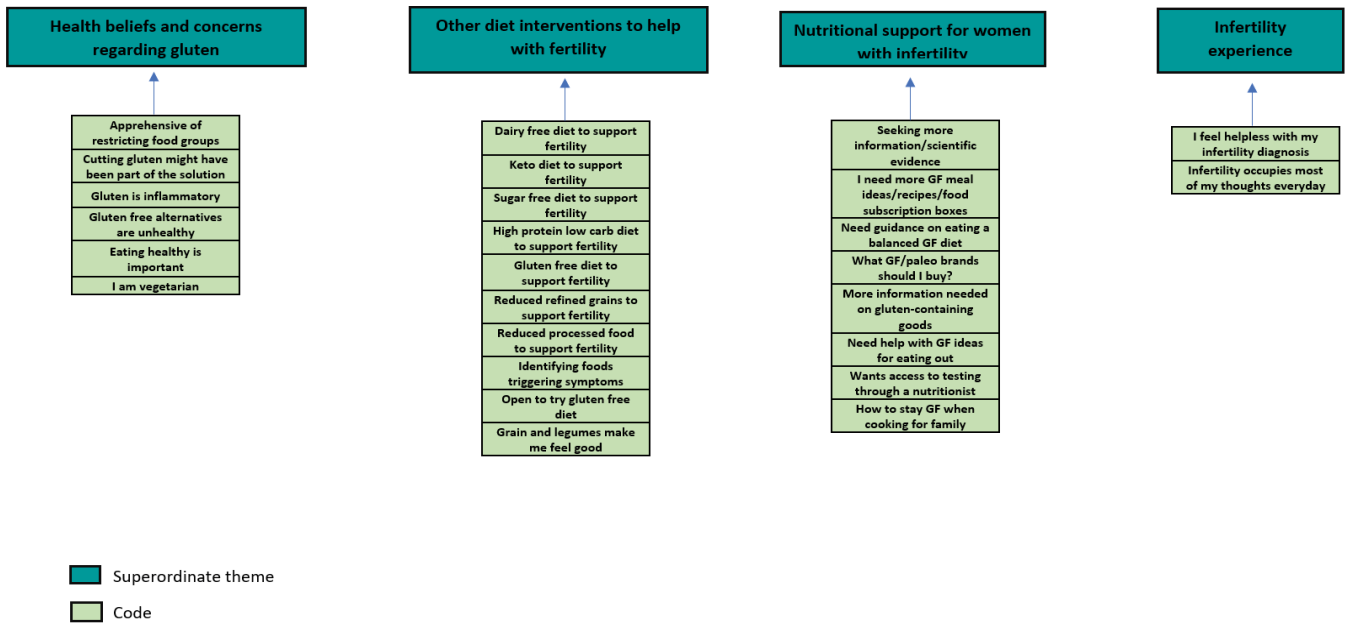 Health beliefs and concerns
regarding gluten
Apprehensive of
restricting food groups
Cutting gluten might have
been part of the solution
Gluten is inflammatory
Gluten free alternatives
are unhealthy
Eating healthy is
important
I am vegetarian
Other diet interventions to help
with fertility
Dairy free diet to support
fertility
Keto diet to support
fertility
Sugar free diet to support
fertility
High protein low carb diet
to support fertility
Gluten free diet to
support fertility
Reduced refined grains to
support fertility
Reduced processed food
to support fertility
Identifying foods
triggering symptoms
Open to try gluten free
diet
Grain and legumes make
me feel good
Nutritional support for women
with infertility
Seeking more
information/scientific
evidence
I need more GF meal
ideas/recipes/food
subscription boxes
Need guidance on eating a
balanced GF diet
What GF/paleo brands
should I buy?
More information needed
on gluten-containing
goods
Need help with GF ideas
for eating out
Wants access to testing
through a nutritionist
How to stay GF when
cooking for family
Infertility
experience
I feel helpless with my
infertility diagnosis
Infertility occupies most
of my thoughts everyday
Superordinate theme
Code